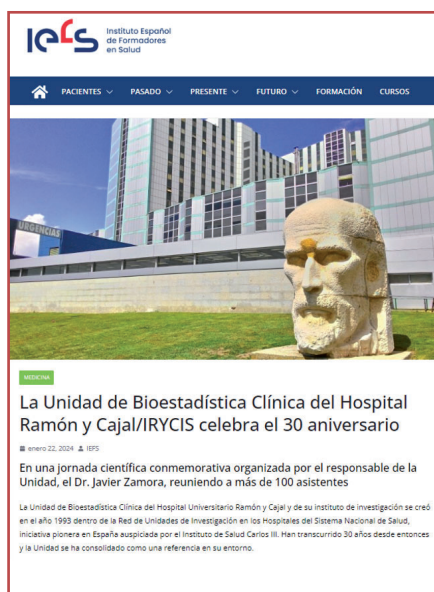 iefs
Instituto Español
de Formadores
en Salud
PACIENTES PASADO PRESENTE FUTURO FORMACIÓN CURSOS
URGENCIAS
MEDICINA
La Unidad de Bioestadística Clínica del Hospital
Ramón y Cajal/IRYCIS celebra el 30 aniversario
enero 22, 2024 IEFS
En una jornada científica conmemorativa organizada por el responsable de la
Unidad, el Dr. Javier Zamora, reuniendo a más de 100 asistentes
La Unidad de Bioestadística Clínica del Hospital Universitario Ramón y Cajal y de su instituto de investigación se creó
en el año 1993 dentro de la Red de Unidades de Investigación en los Hospitales del Sistema Nacional de Salud,
iniciativa pionera en España auspiciada por el Instituto de Salud Carlos III. Han transcurrido 30 años desde entonces
y la Unidad se ha consolidado como una referencia en su entorno.